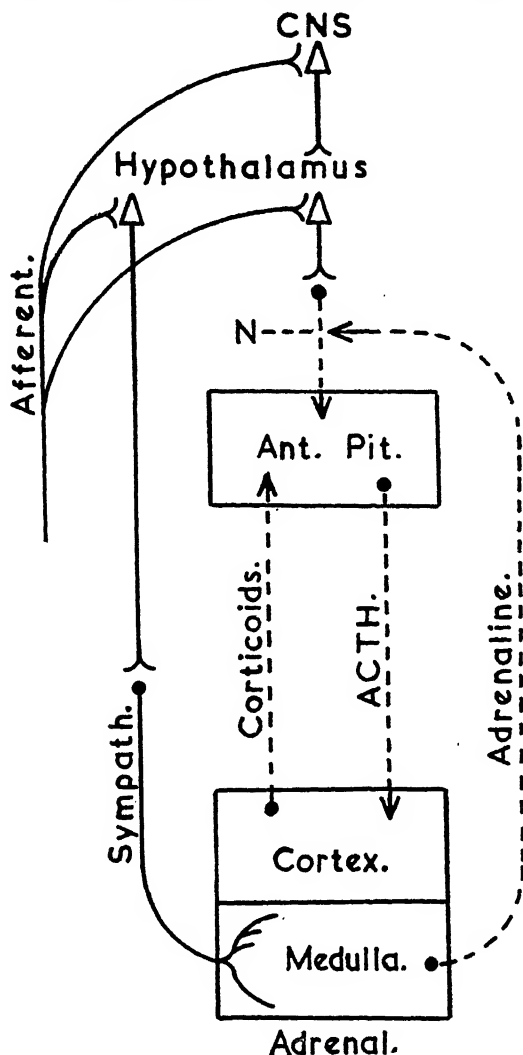 CNS
Hypothalamus
Afferent.
N
Ant. Pit.
Corticoids.
ACTH.
Adrenaline.
Sympath.
Cortex.
Medulla.
Adrenal.